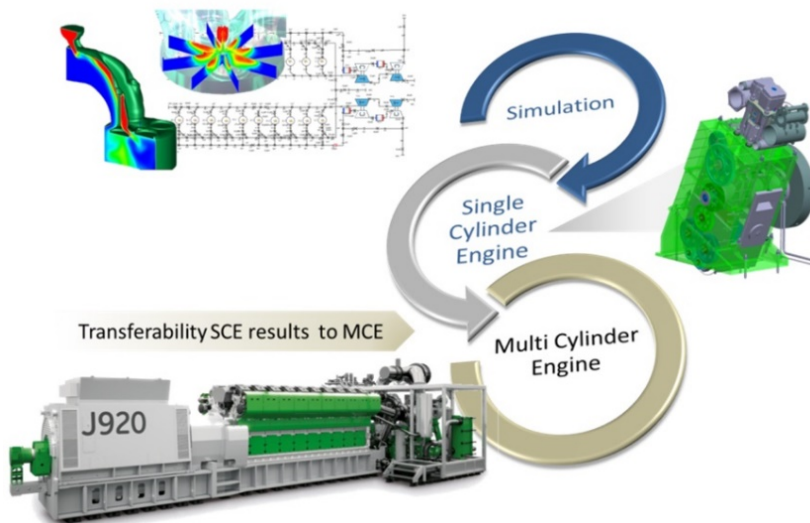 Simulation
Single
Cylinder
Engine
Transferability SCE results to MCE
Multi Cylinder
Engine
J920